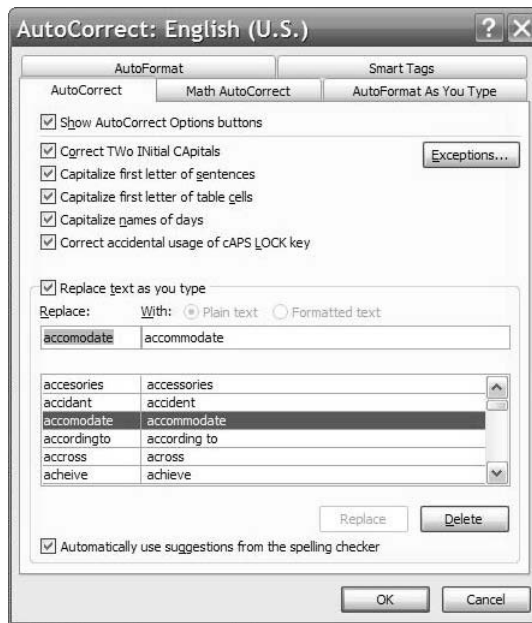 AutoCorrect: English (U.S.)
AutoFormat Smart Tags
AutoCorrect Math AutoCorrect AutoFormat As You Type
Show AutoCorrect Options buttons
Correct TWo INitial CApitals Exceptions...
Capitalize first letter of sentences
Capitalize first letter of table cells
Capitalize names of days
Correct accidental usage of cAPS LOCK key
Replace text as you type
Replace: With: Plain text Formatted text
accomodate accommodate
accesories accessories
accidant accident
accomodate accommodate
accordingto according to
accross across
acheive achieve
Replace Delete
Automatically use suggestions from the spelling checker
OK Cancel